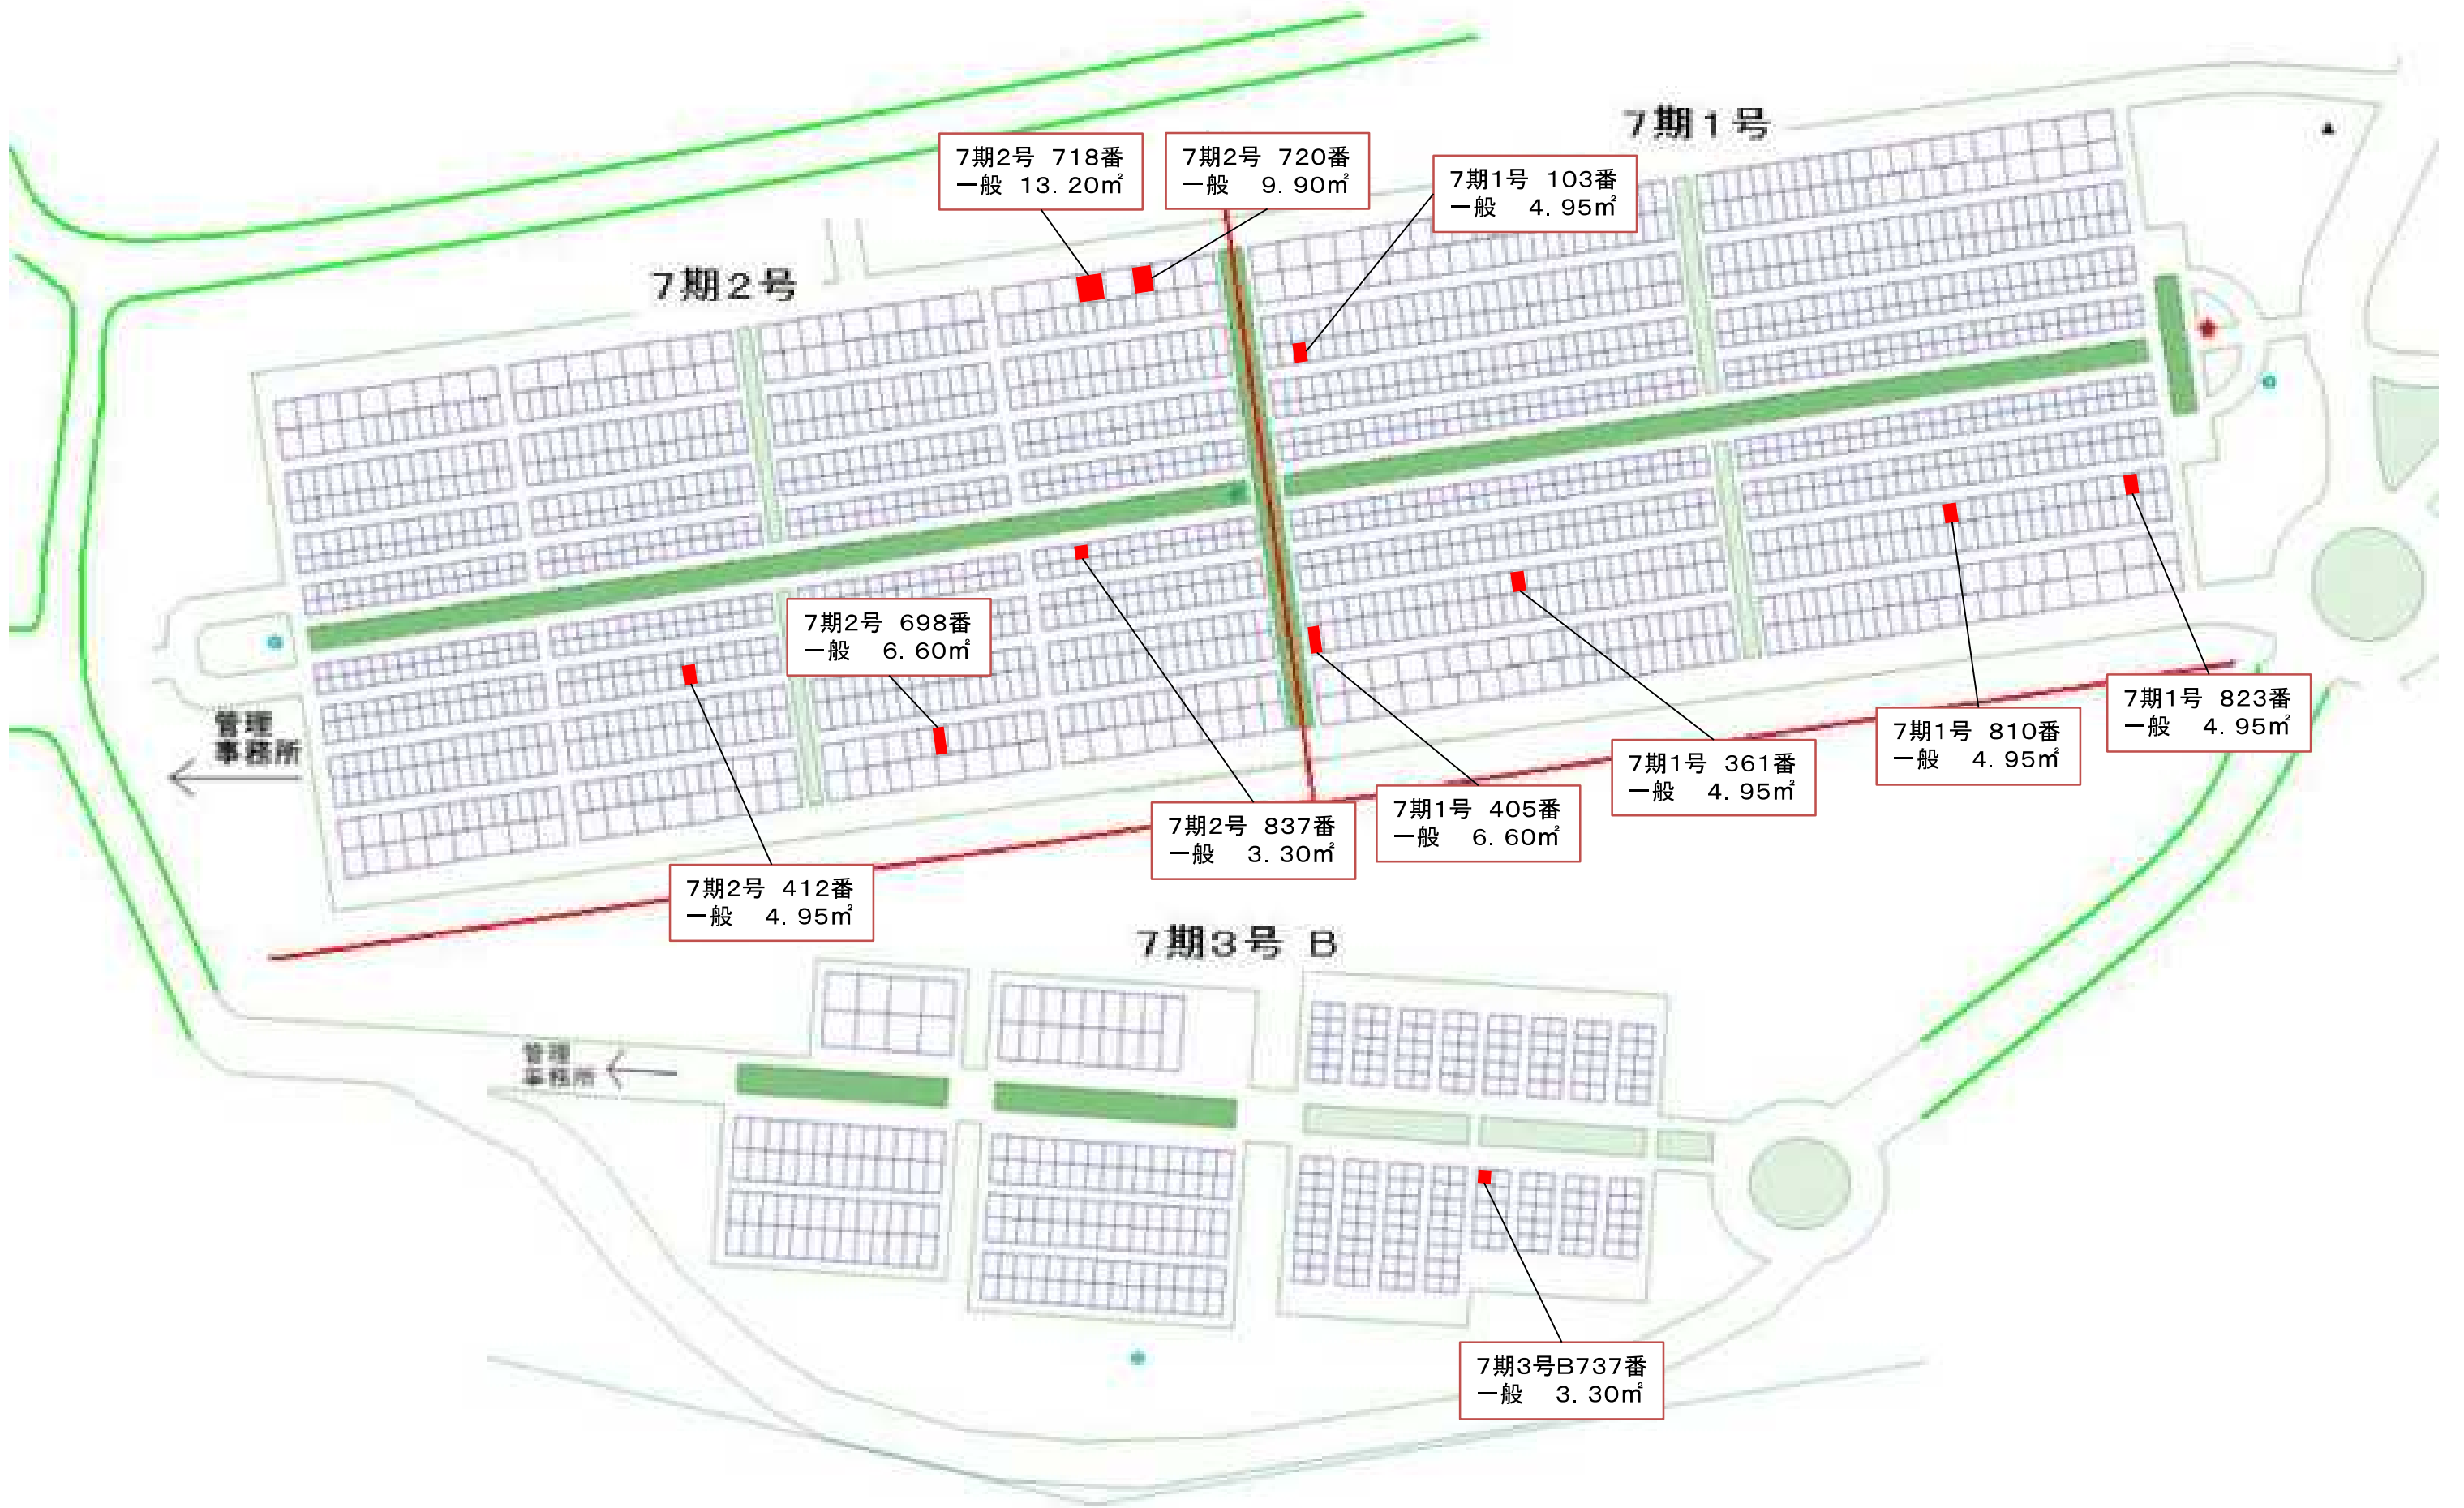 7期1号
7期2号 718番
一般 13.20㎡
7期2号 720番
一般 9.90㎡
7期1号 103番
一般 4.95㎡
7期2号
7期2号 698番
一般 6.60㎡
管理
事務所
7期1号 823番
一般 4.95㎡
7期1号 810番
一般 4.95㎡
7期1号 361番
一般 4.95㎡
7期1号 405番
一般 6.60㎡
7期2号 837番
一般 3.30㎡
7期2号 412番
一般 4.95㎡
7期3号 B
管理
事務所
7期3号B737番
一般 3.30㎡